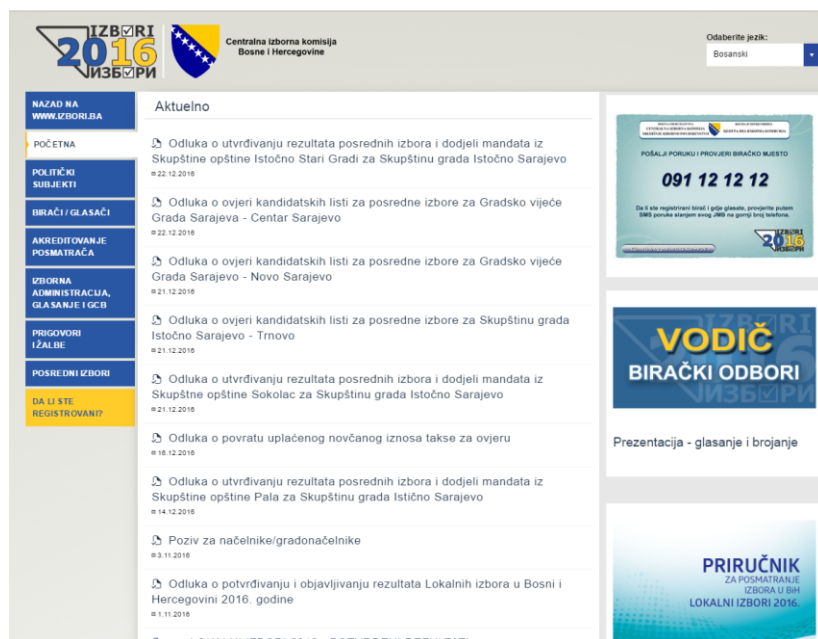 IZBORI
2016
ИЗБОРИ
Centralna izborna komisija
Bosne i Hercegovine
Odaberite jezik:
Bosanski
NAZAD NA
WWW.IZBORI.BA
POČETNA
POLITIČKI
SUBJEKTI
BIRAČI / GLASAČI
AKREDITOVANJE
POSMATRAČA
IZBORNA
ADMINISTRACIJA,
GLASANJE I GCB
PRIGOVORI
I ŽALBE
POSREDNI IZBORI
DA LI STE
REGISTROVANI?
Aktuelno
Odluka o utvrđivanju rezultata posrednih izbora i dodjeli mandata iz
Skupštine opštine Istočno Stari Gradi za Skupštinu grada Istočno Sarajevo
22.12.2016
Odluka o ovjeri kandidatskih listi za posredne izbore za Gradsko vijeće
Grada Sarajeva - Centar Sarajevo
22.12.2016
Odluka o ovjeri kandidatskih listi za posredne izbore za Gradsko vijeće
Grada Sarajevo - Novo Sarajevo
21.12.2016
Odluka o ovjeri kandidatskih listi za posredne izbore za Skupštinu grada
Istočno Sarajevo - Trnovo
21.12.2016
Odluka o utvrđivanju rezultata posrednih izbora i dodjeli mandata iz
Skupštne opštine Sokolac za Skupštinu grada Istočno Sarajevo
21.12.2016
Odluka o povratu uplaćenog novčanog iznosa takse za ovjeru
16.12.2016
Odluka o utvrđivanju rezultata posrednih izbora i dodjeli mandata iz
Skupštine opštine Pala za Skupštinu grada Istično Sarajevo
14.12.2016
Poziv za načelnike/gradonačelnike
3.11.2016
Odluka o potvrđivanju i objavljivanju rezultata Lokalnih izbora u Bosni i
Hercegovini 2016. godine
1.11.2016
POŠALJI PORUKU I PROVJERI BIRAČKO MJESTO
091 12 12 12
Da li ste registrirani birač i gdje glasate, provjerite putem
SMS poruke slanjem svog JMB na gornji broj telefona.
IZBORI
2016
VODIČ
BIRAČKI ODBORI
Prezentacija - glasanje i brojanje
PRIRUČNIK
ZA POSMATRANJE
IZBORA U BiH
LOKALNI IZBORI 2016.